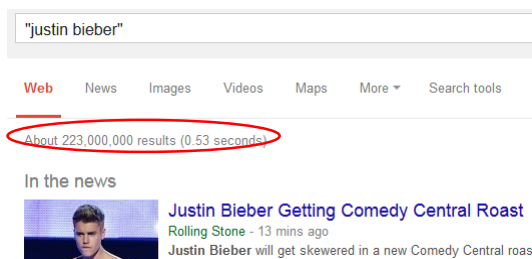 "justin bieber"
Web News Images Videos Maps More Search tools
About 223,000,000 results (0.53 seconds)
In the news
Justin Bieber Getting Comedy Central Roast
Rolling Stone - 13 mins ago
Justin Bieber will get skewered in a new Comedy Central roas